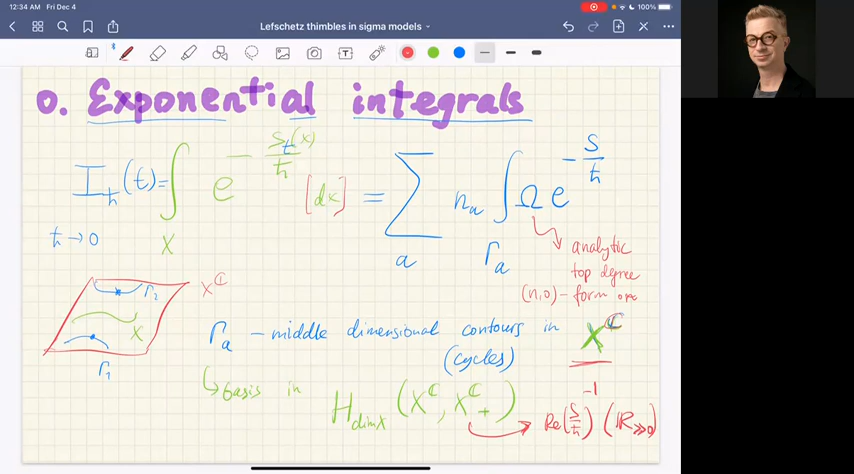 12:34 AM Fri Dec 4
Lefschetz thimbles in sigma models
0. Exponential integrals
I_ħ(t) = ∫_X e^{-S_t(x)/ħ} [dx] = Σ_a n_a ∫_{Γ_a} Ω e^{-S/ħ}
ħ → 0
analytic
top degree
(n,0) - form
X^ℂ
Γ_2
X
Γ_1
Γ_a - middle dimensional contours in X^ℂ
(cycles)
↳ basis in H_{dim X} (X^ℂ, X^ℂ_+)
→ Re(S/ħ)^{-1} (ℝ_{≫0})